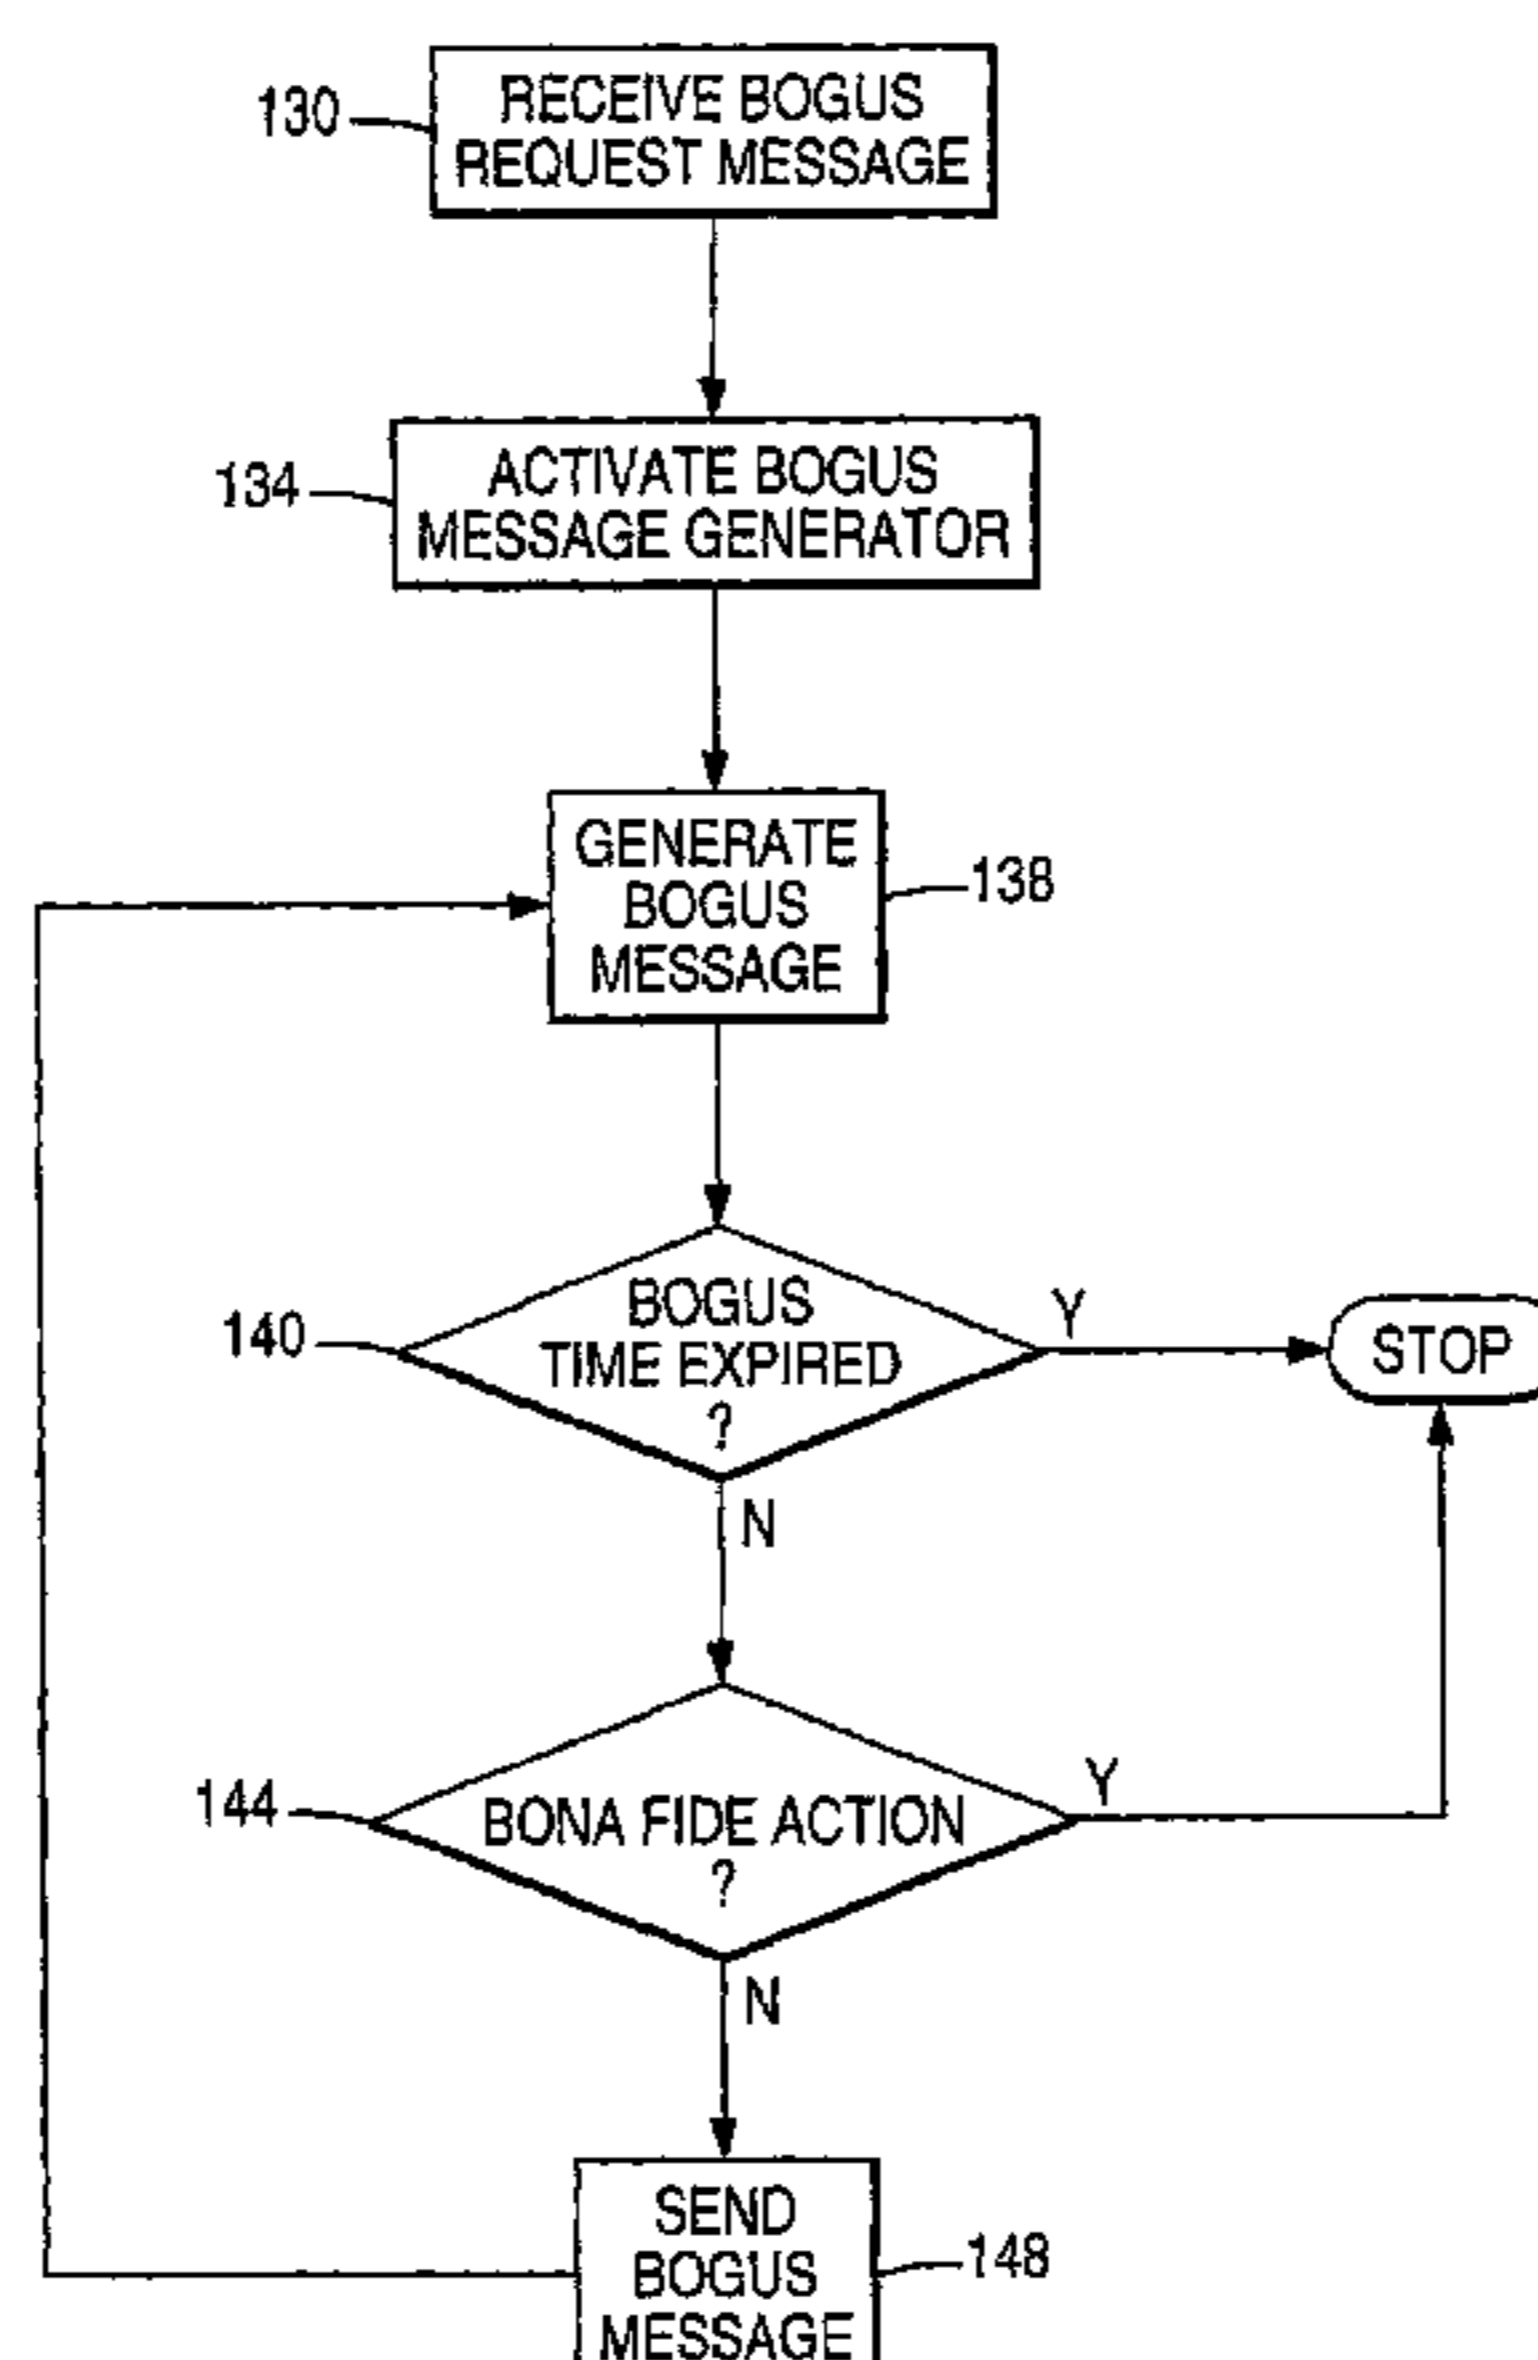 130
RECEIVE BOGUS
REQUEST MESSAGE
134
ACTIVATE BOGUS
MESSAGE GENERATOR
GENERATE
BOGUS
MESSAGE
138
140
BOGUS
TIME EXPIRED
?
Y
STOP
N
144
BONA FIDE ACTION
?
Y
N
SEND
BOGUS
MESSAGE
148